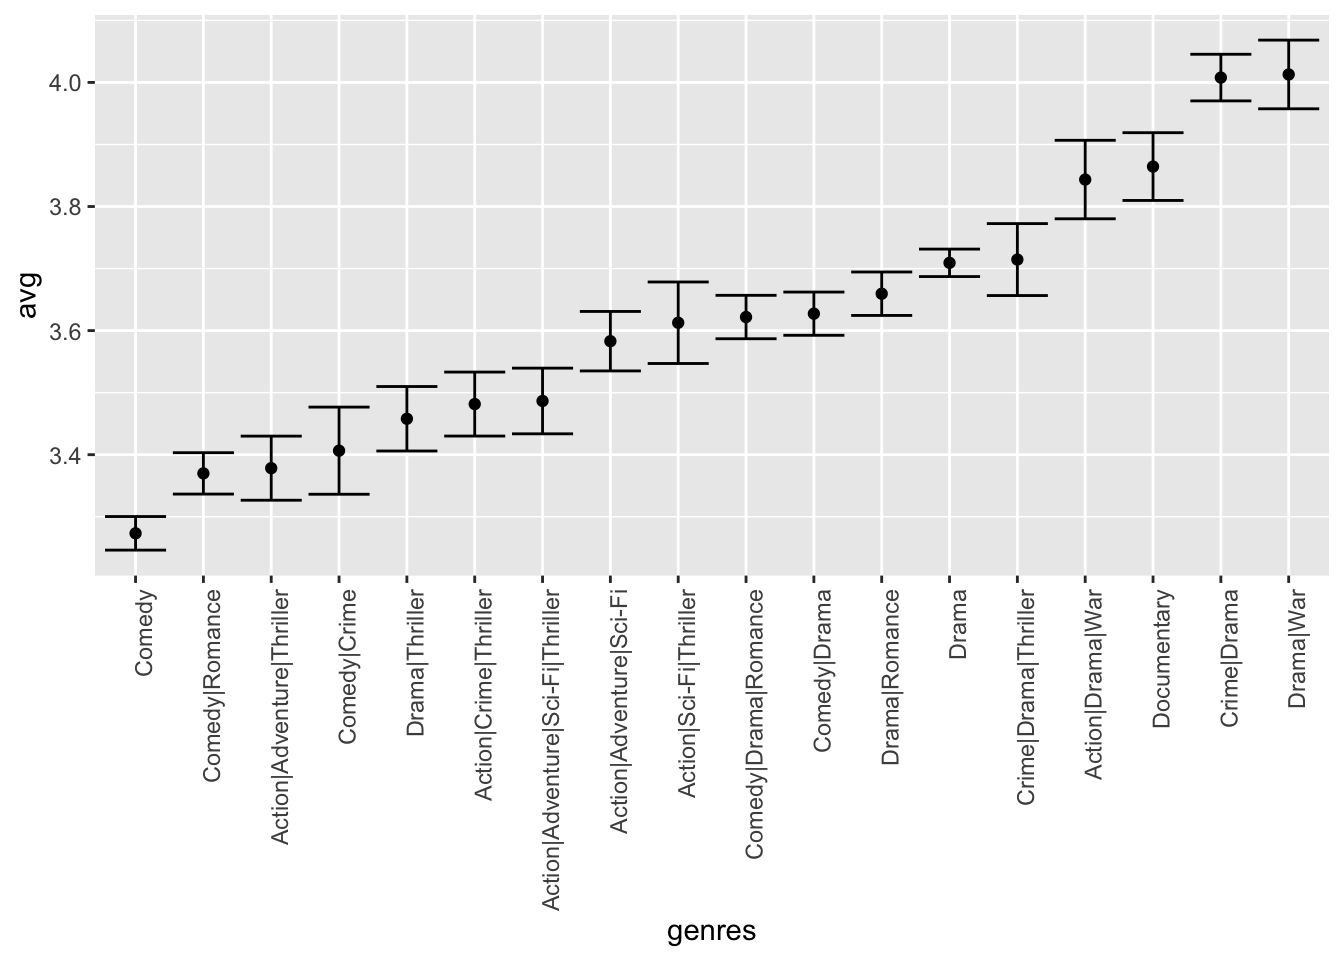 avg
4.0
3.8
3.6
3.4
Comedy
Comedy|Romance
Action|Adventure|Thriller
Comedy|Crime
Drama|Thriller
Action|Crime|Thriller
Action|Adventure|Sci-Fi|Thriller
Action|Adventure|Sci-Fi
Action|Sci-Fi|Thriller
Comedy|Drama|Romance
Comedy|Drama
Drama|Romance
Drama
Crime|Drama|Thriller
Action|Drama|War
Documentary
Crime|Drama
Drama|War
genres